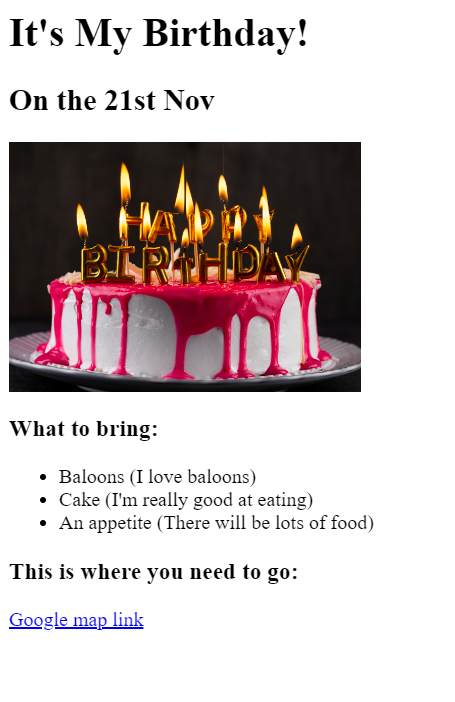 It's My Birthday!
On the 21st Nov
HAPPY
BIRTHDAY
What to bring:
Baloons (I love baloons)
Cake (I'm really good at eating)
An appetite (There will be lots of food)
This is where you need to go:
Google map link